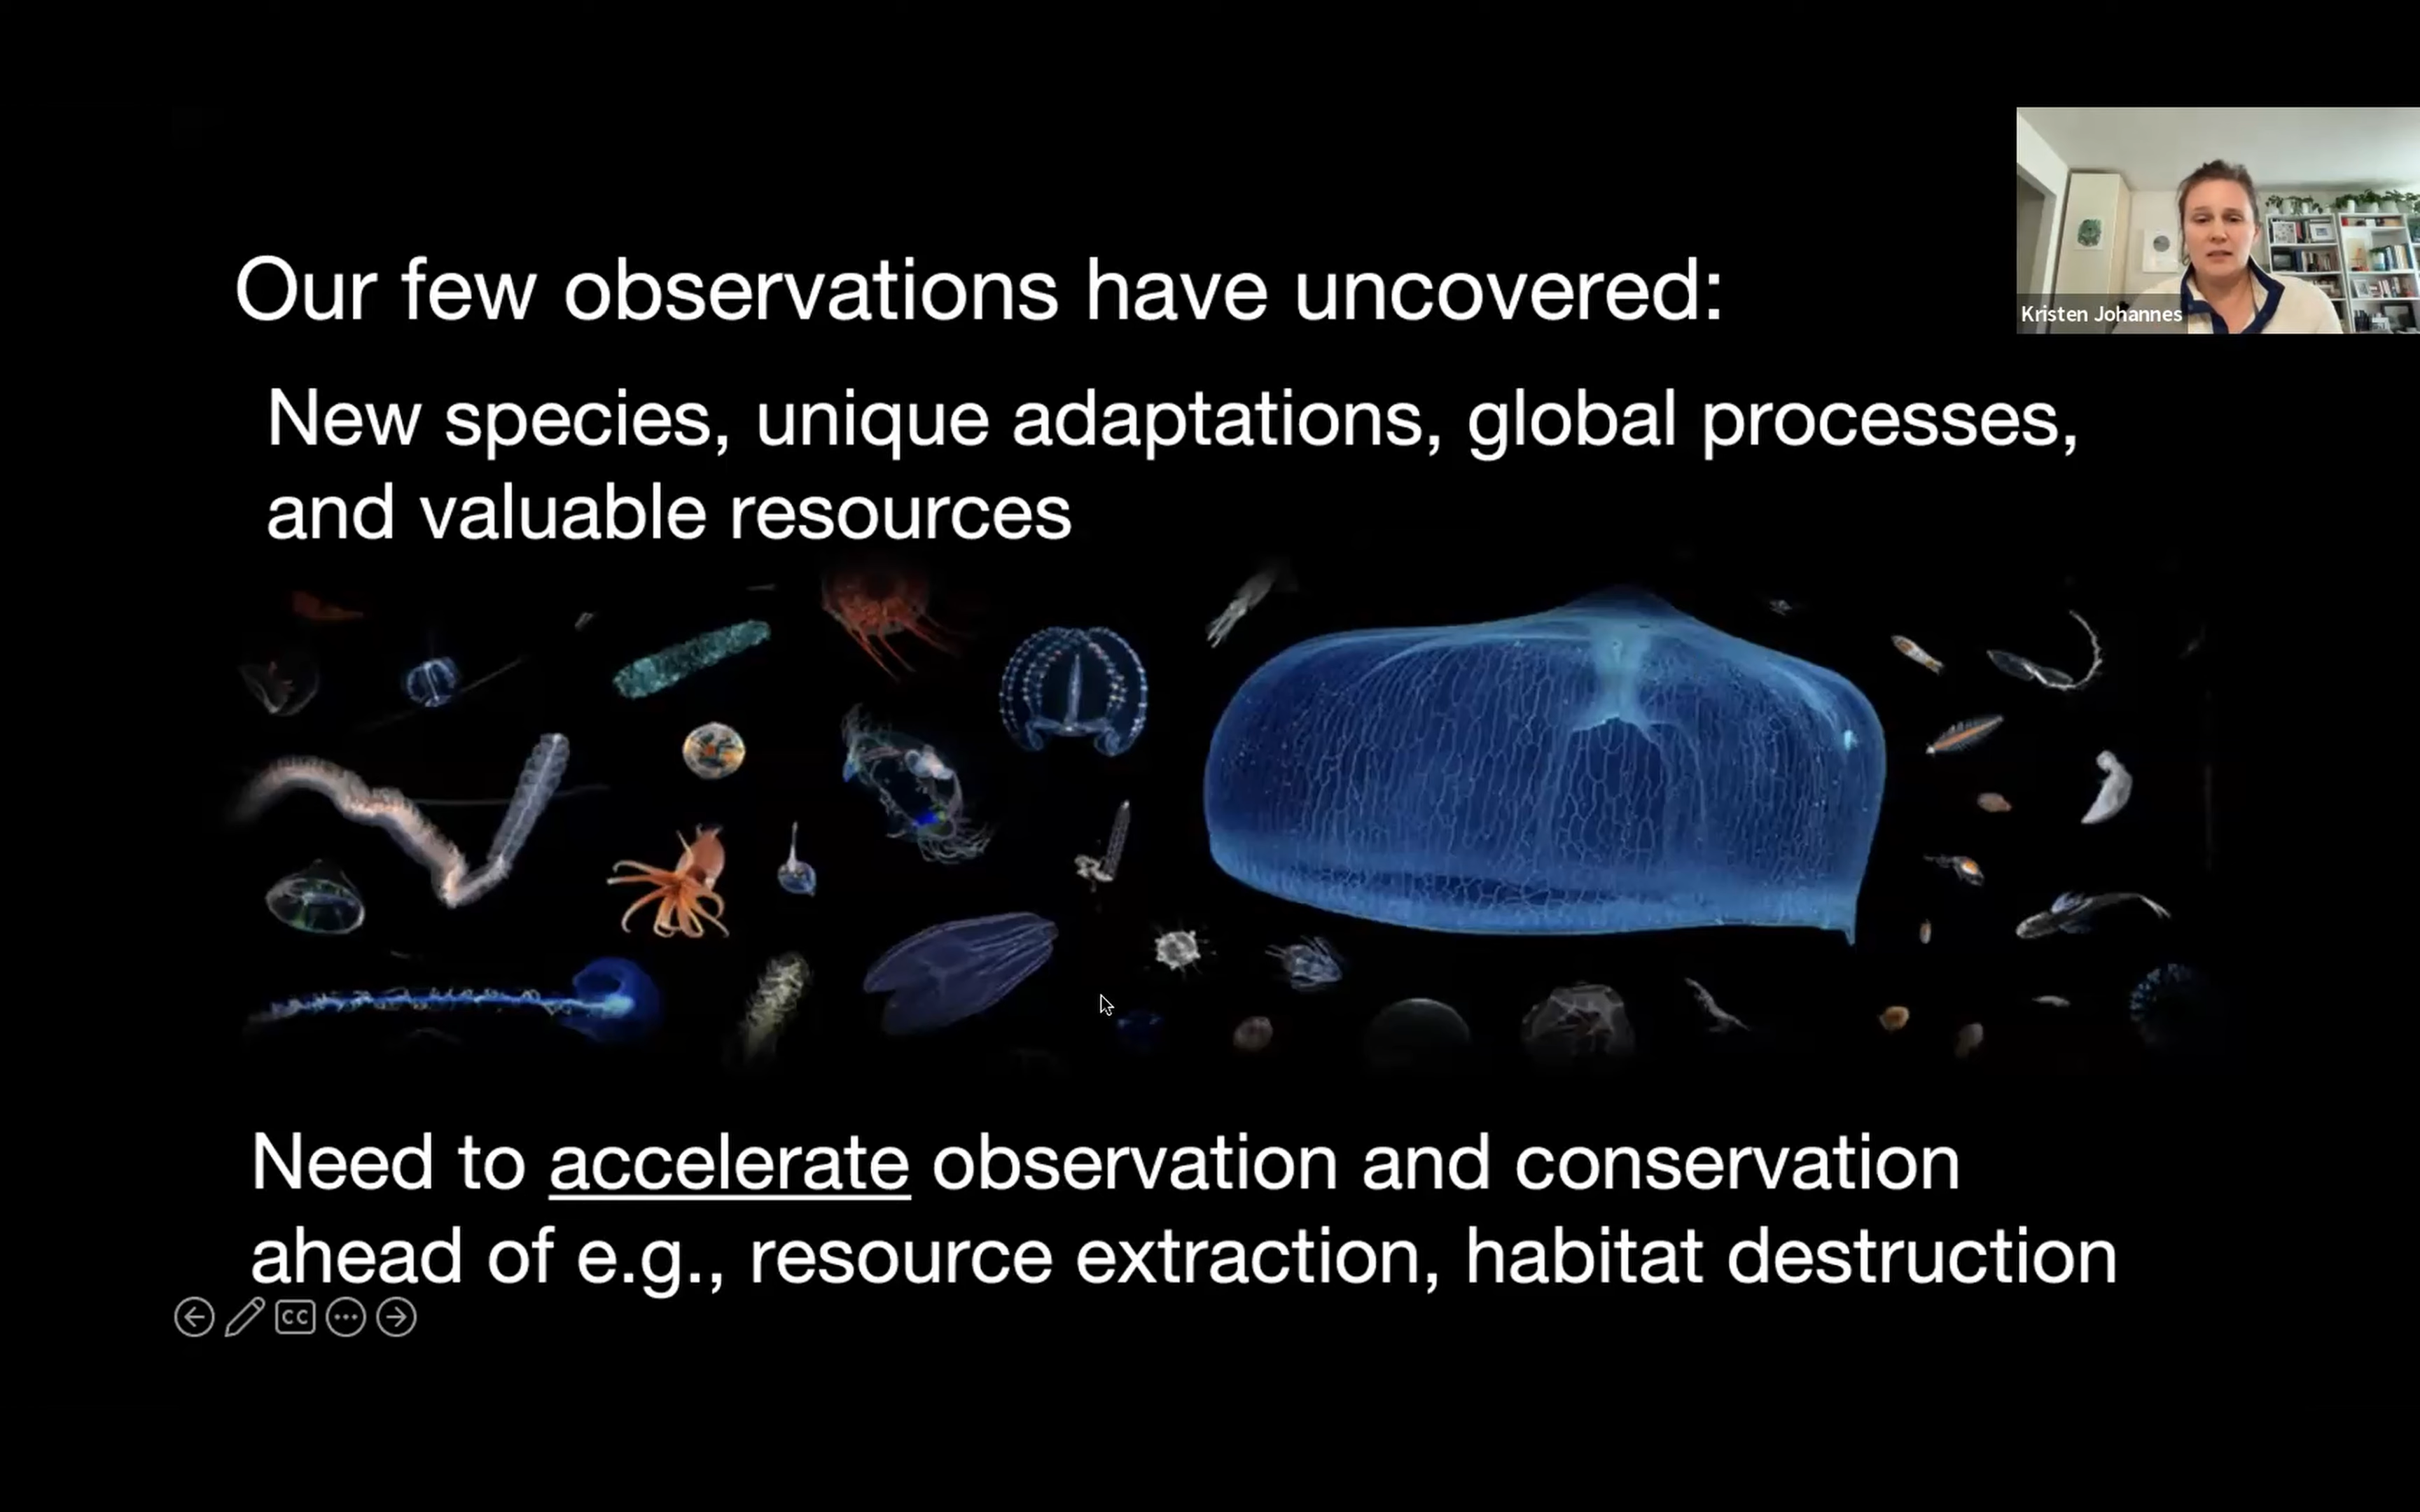 Our few observations have uncovered:
Kristen Johannes
New species, unique adaptations, global processes,
and valuable resources
Need to accelerate observation and conservation
ahead of e.g., resource extraction, habitat destruction
CC